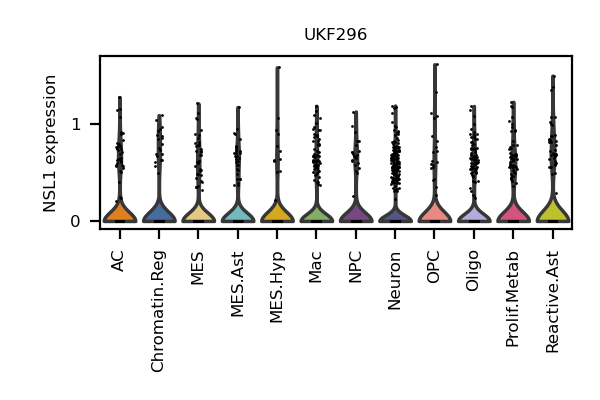 UKF296
NSL1 expression
1
0
AC
Chromatin.Reg
MES
MES.Ast
MES.Hyp
Mac
NPC
Neuron
OPC
Oligo
Prolif.Metab
Reactive.Ast